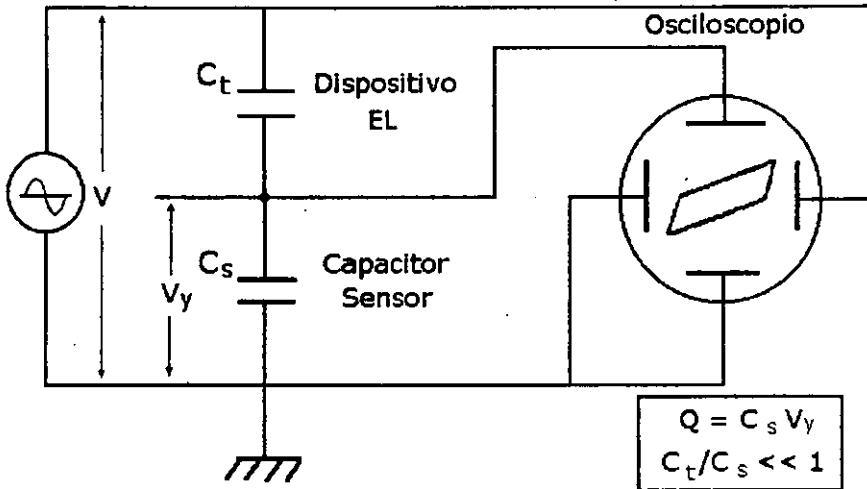 Osciloscopio
C_t
Dispositivo
EL
V
C_s
Capacitor
Sensor
V_y
Q = C_s V_y
C_t/C_s << 1